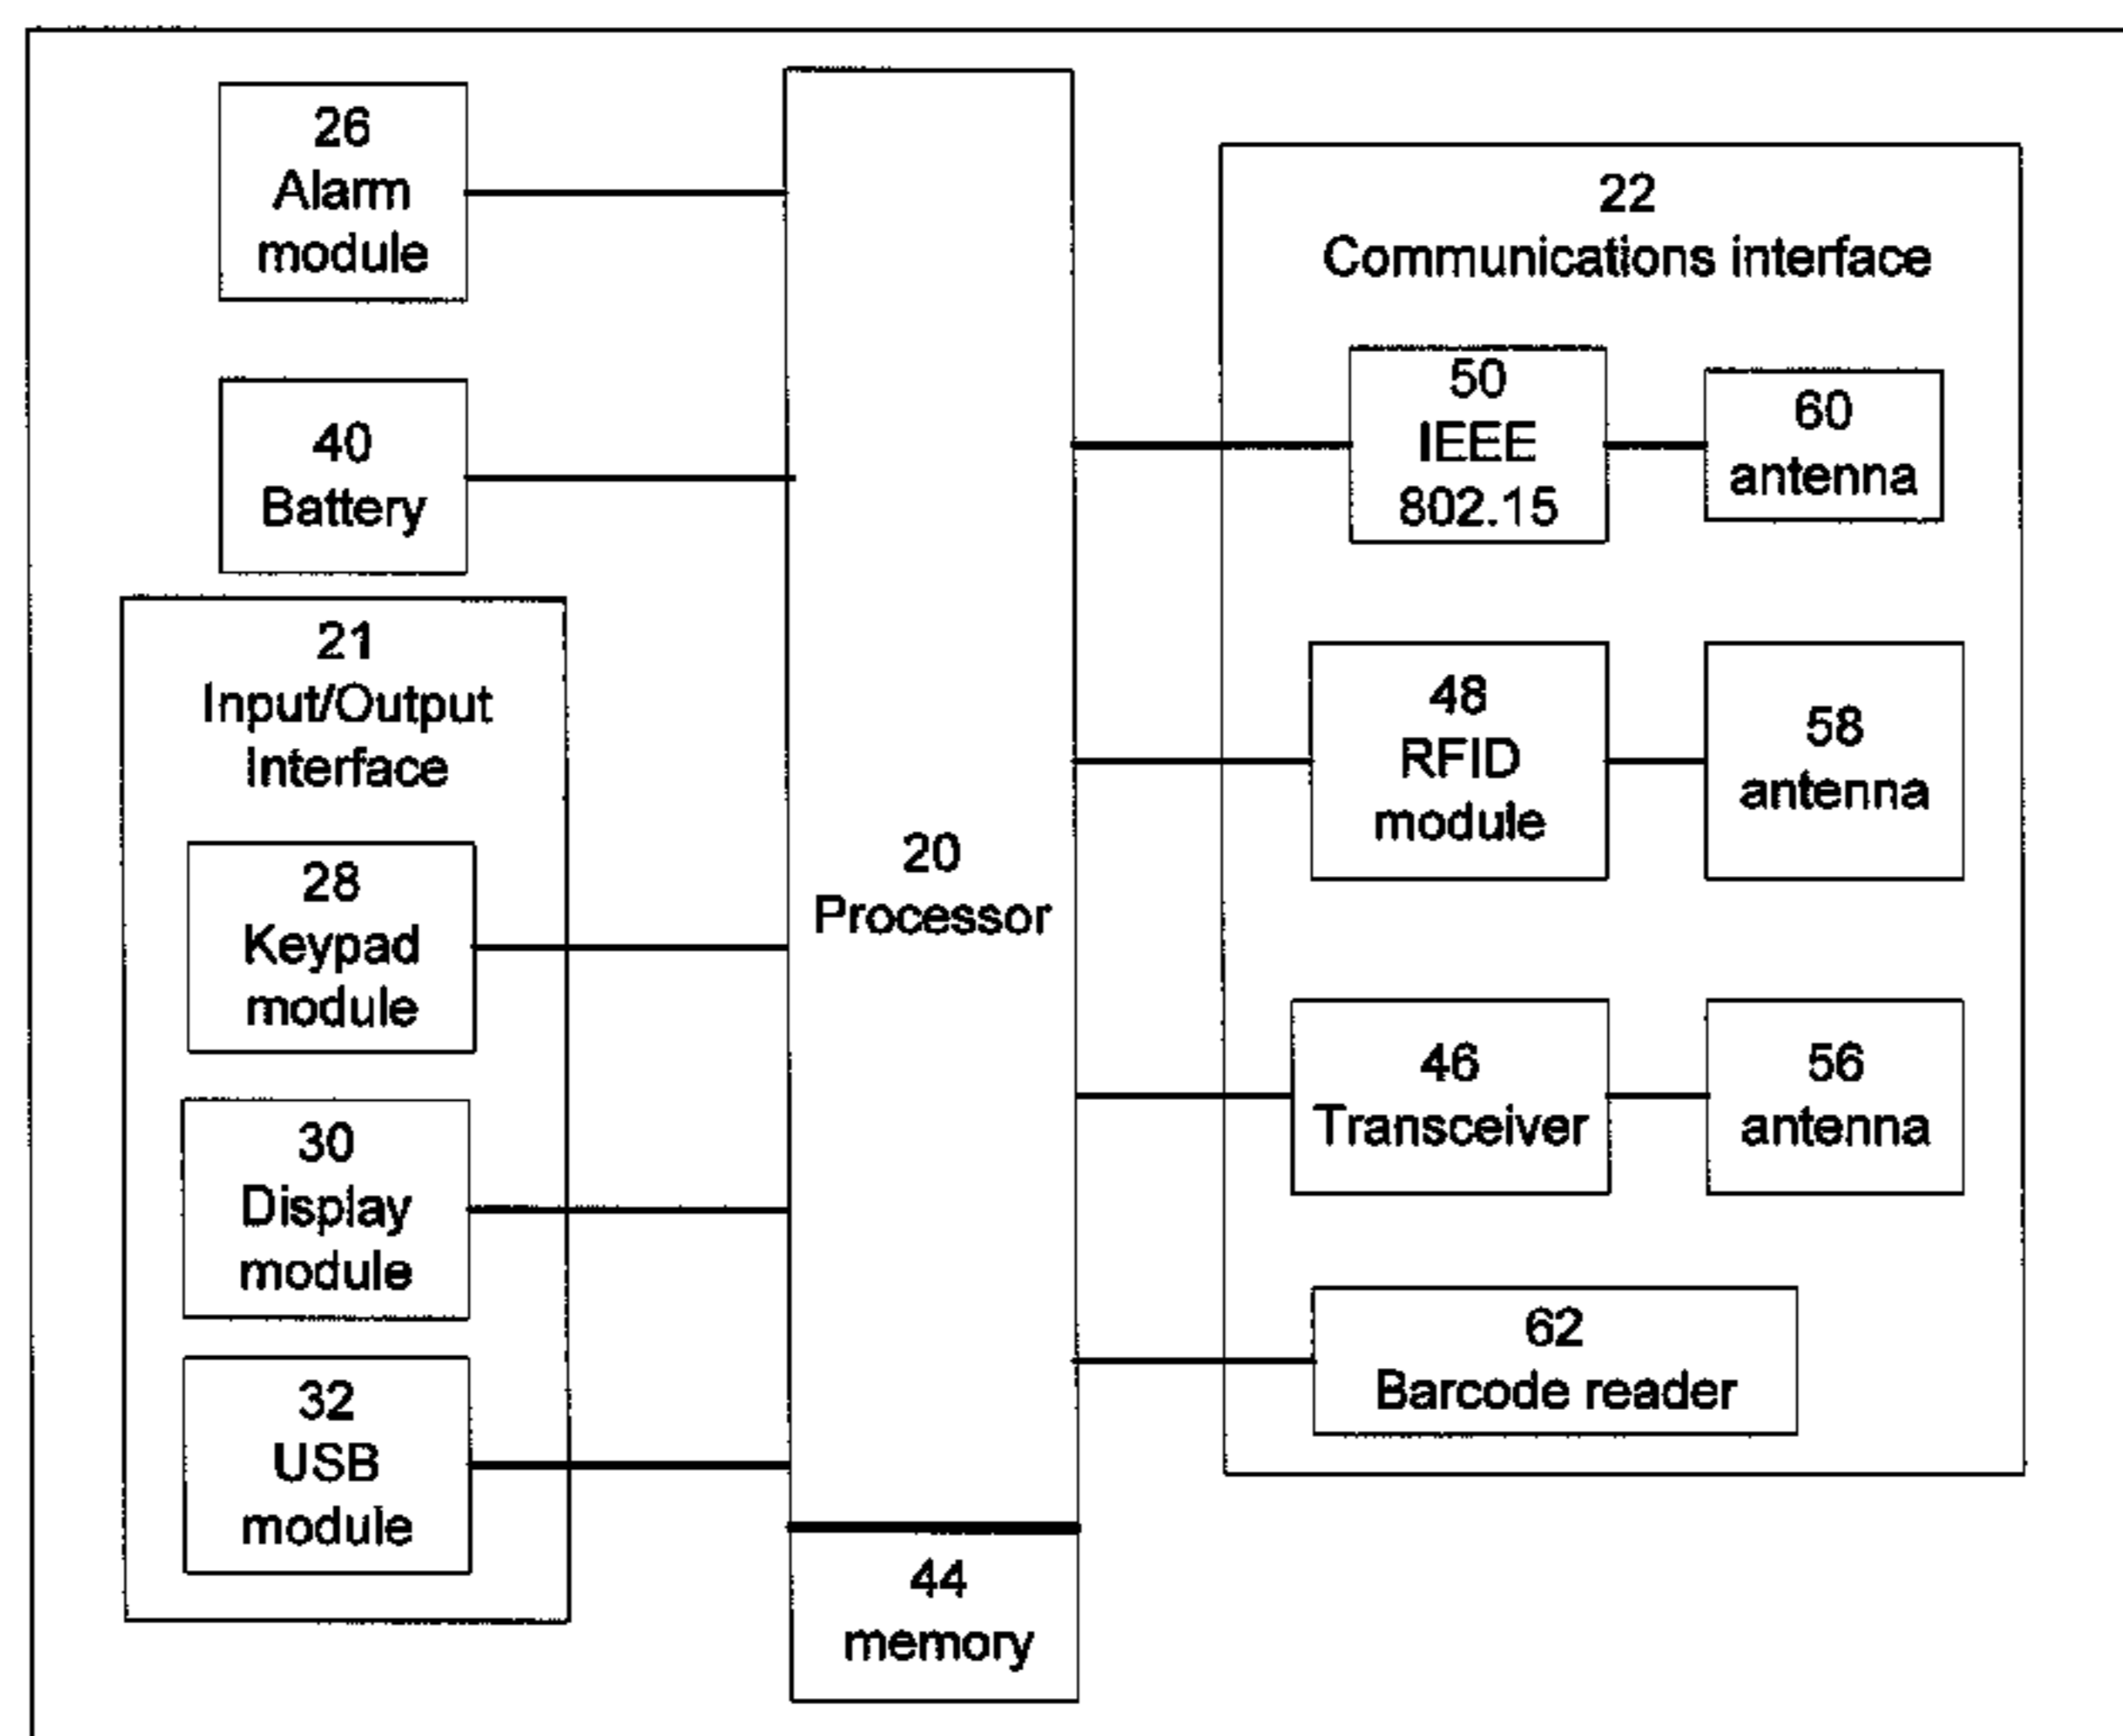 26
Alarm
module
40
Battery
21
Input/Output
Interface
28
Keypad
module
30
Display
module
32
USB
module
20
Processor
44
memory
22
Communications interface
50
IEEE
802.15
60
antenna
48
RFID
module
58
antenna
46
Transceiver
56
antenna
62
Barcode reader